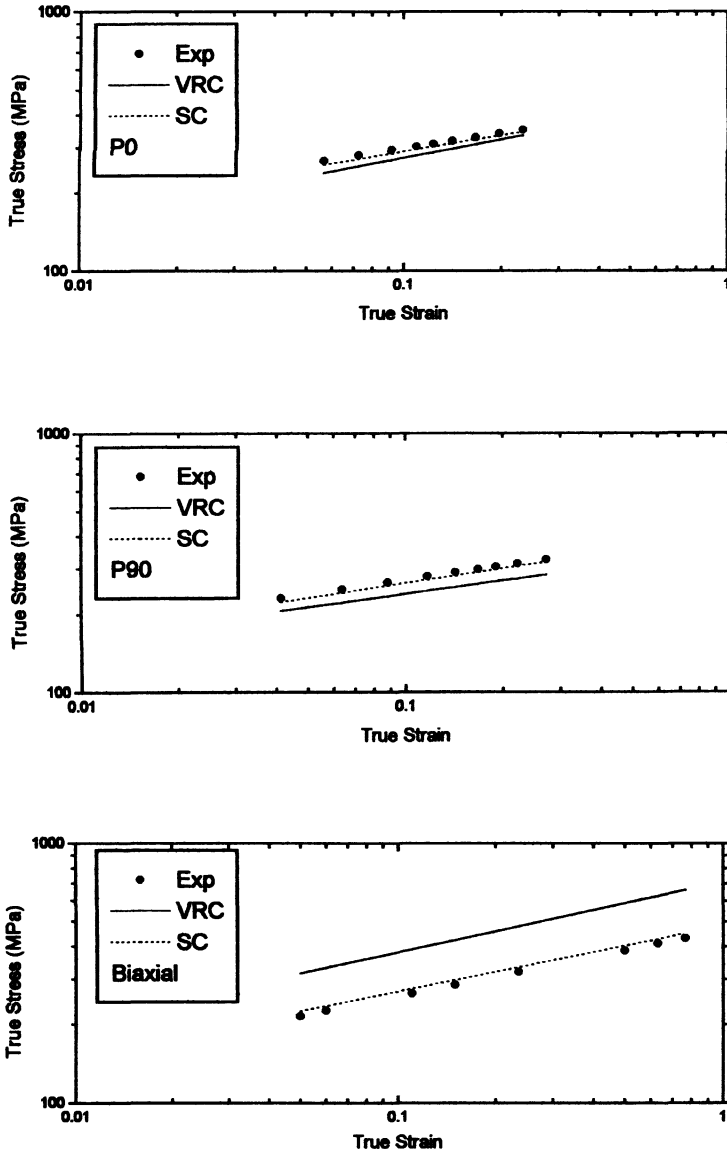 1000
True Stress (MPa)
Exp
VRC
SC
P0
100
0.01
0.1
1
True Strain
1000
True Stress (MPa)
Exp
VRC
SC
P90
100
0.01
0.1
True Strain
1000
True Stress (MPa)
Exp
VRC
SC
Biaxial
100
0.01
0.1
1
True Strain